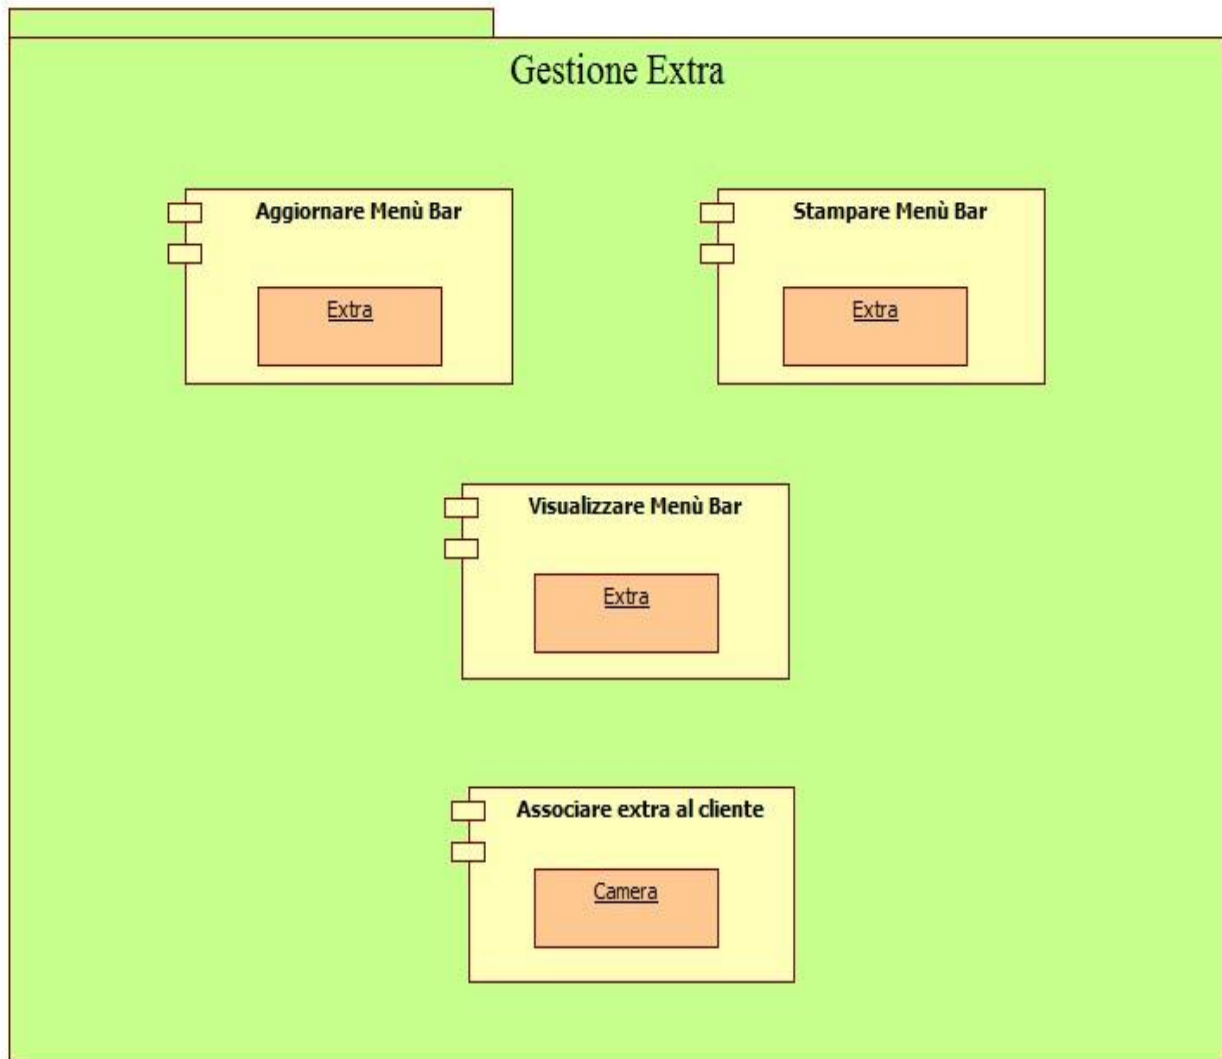 Gestione Extra
Aggiornare Menù Bar
Extra
Stampare Menù Bar
Extra
Visualizzare Menù Bar
Extra
Associare extra al cliente
Camera